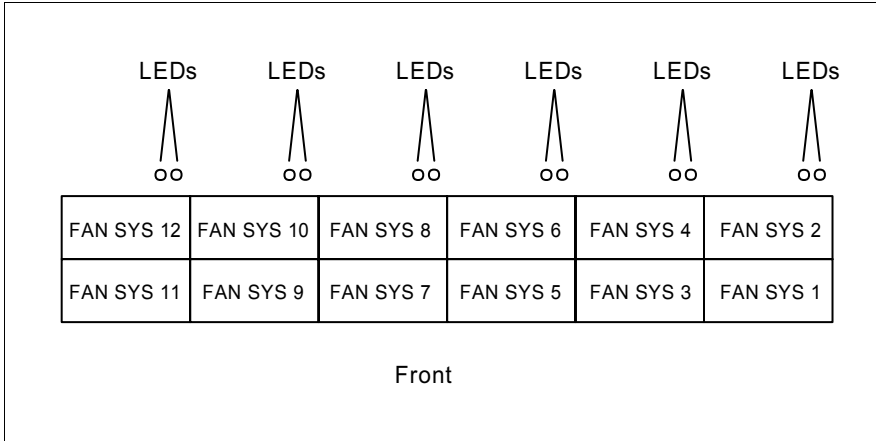 LEDs LEDs LEDs LEDs LEDs LEDs
FAN SYS 12 FAN SYS 10 FAN SYS 8 FAN SYS 6 FAN SYS 4 FAN SYS 2
FAN SYS 11 FAN SYS 9 FAN SYS 7 FAN SYS 5 FAN SYS 3 FAN SYS 1
Front